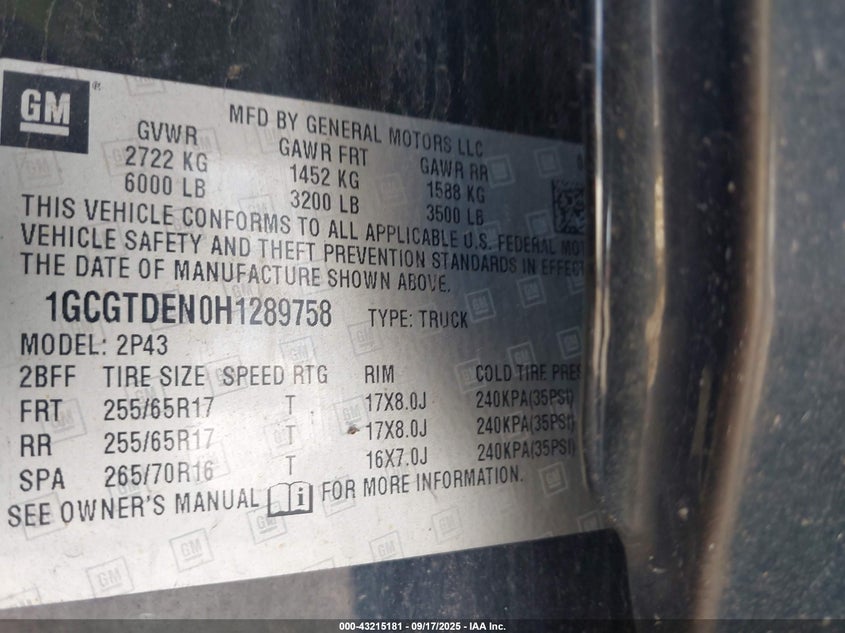 GM
MFD BY GENERAL MOTORS LLC
GVWR GAWR FRT GAWR RR
2722 KG 1452 KG 1588 KG
6000 LB 3200 LB 3500 LB
THIS VEHICLE CONFORMS TO ALL APPLICABLE U.S. FEDERAL
VEHICLE SAFETY AND THEFT PREVENTION STANDARDS IN EFFECT
THE DATE OF MANUFACTURE SHOWN ABOVE.
1GCGTDEN0H1289758 TYPE: TRUCK
MODEL: 2P43
2BFF TIRE SIZE SPEED RTG RIM COLD TIRE PRES
FRT 255/65R17 T 17X8.0J 240KPA(35PSI)
RR 255/65R17 T 17X8.0J 240KPA(35PSI)
SPA 265/70R16 T 16X7.0J 240KPA(35PSI)
SEE OWNER'S MANUAL FOR MORE INFORMATION.
000-43215181 - 09/17/2025 - IAA Inc.